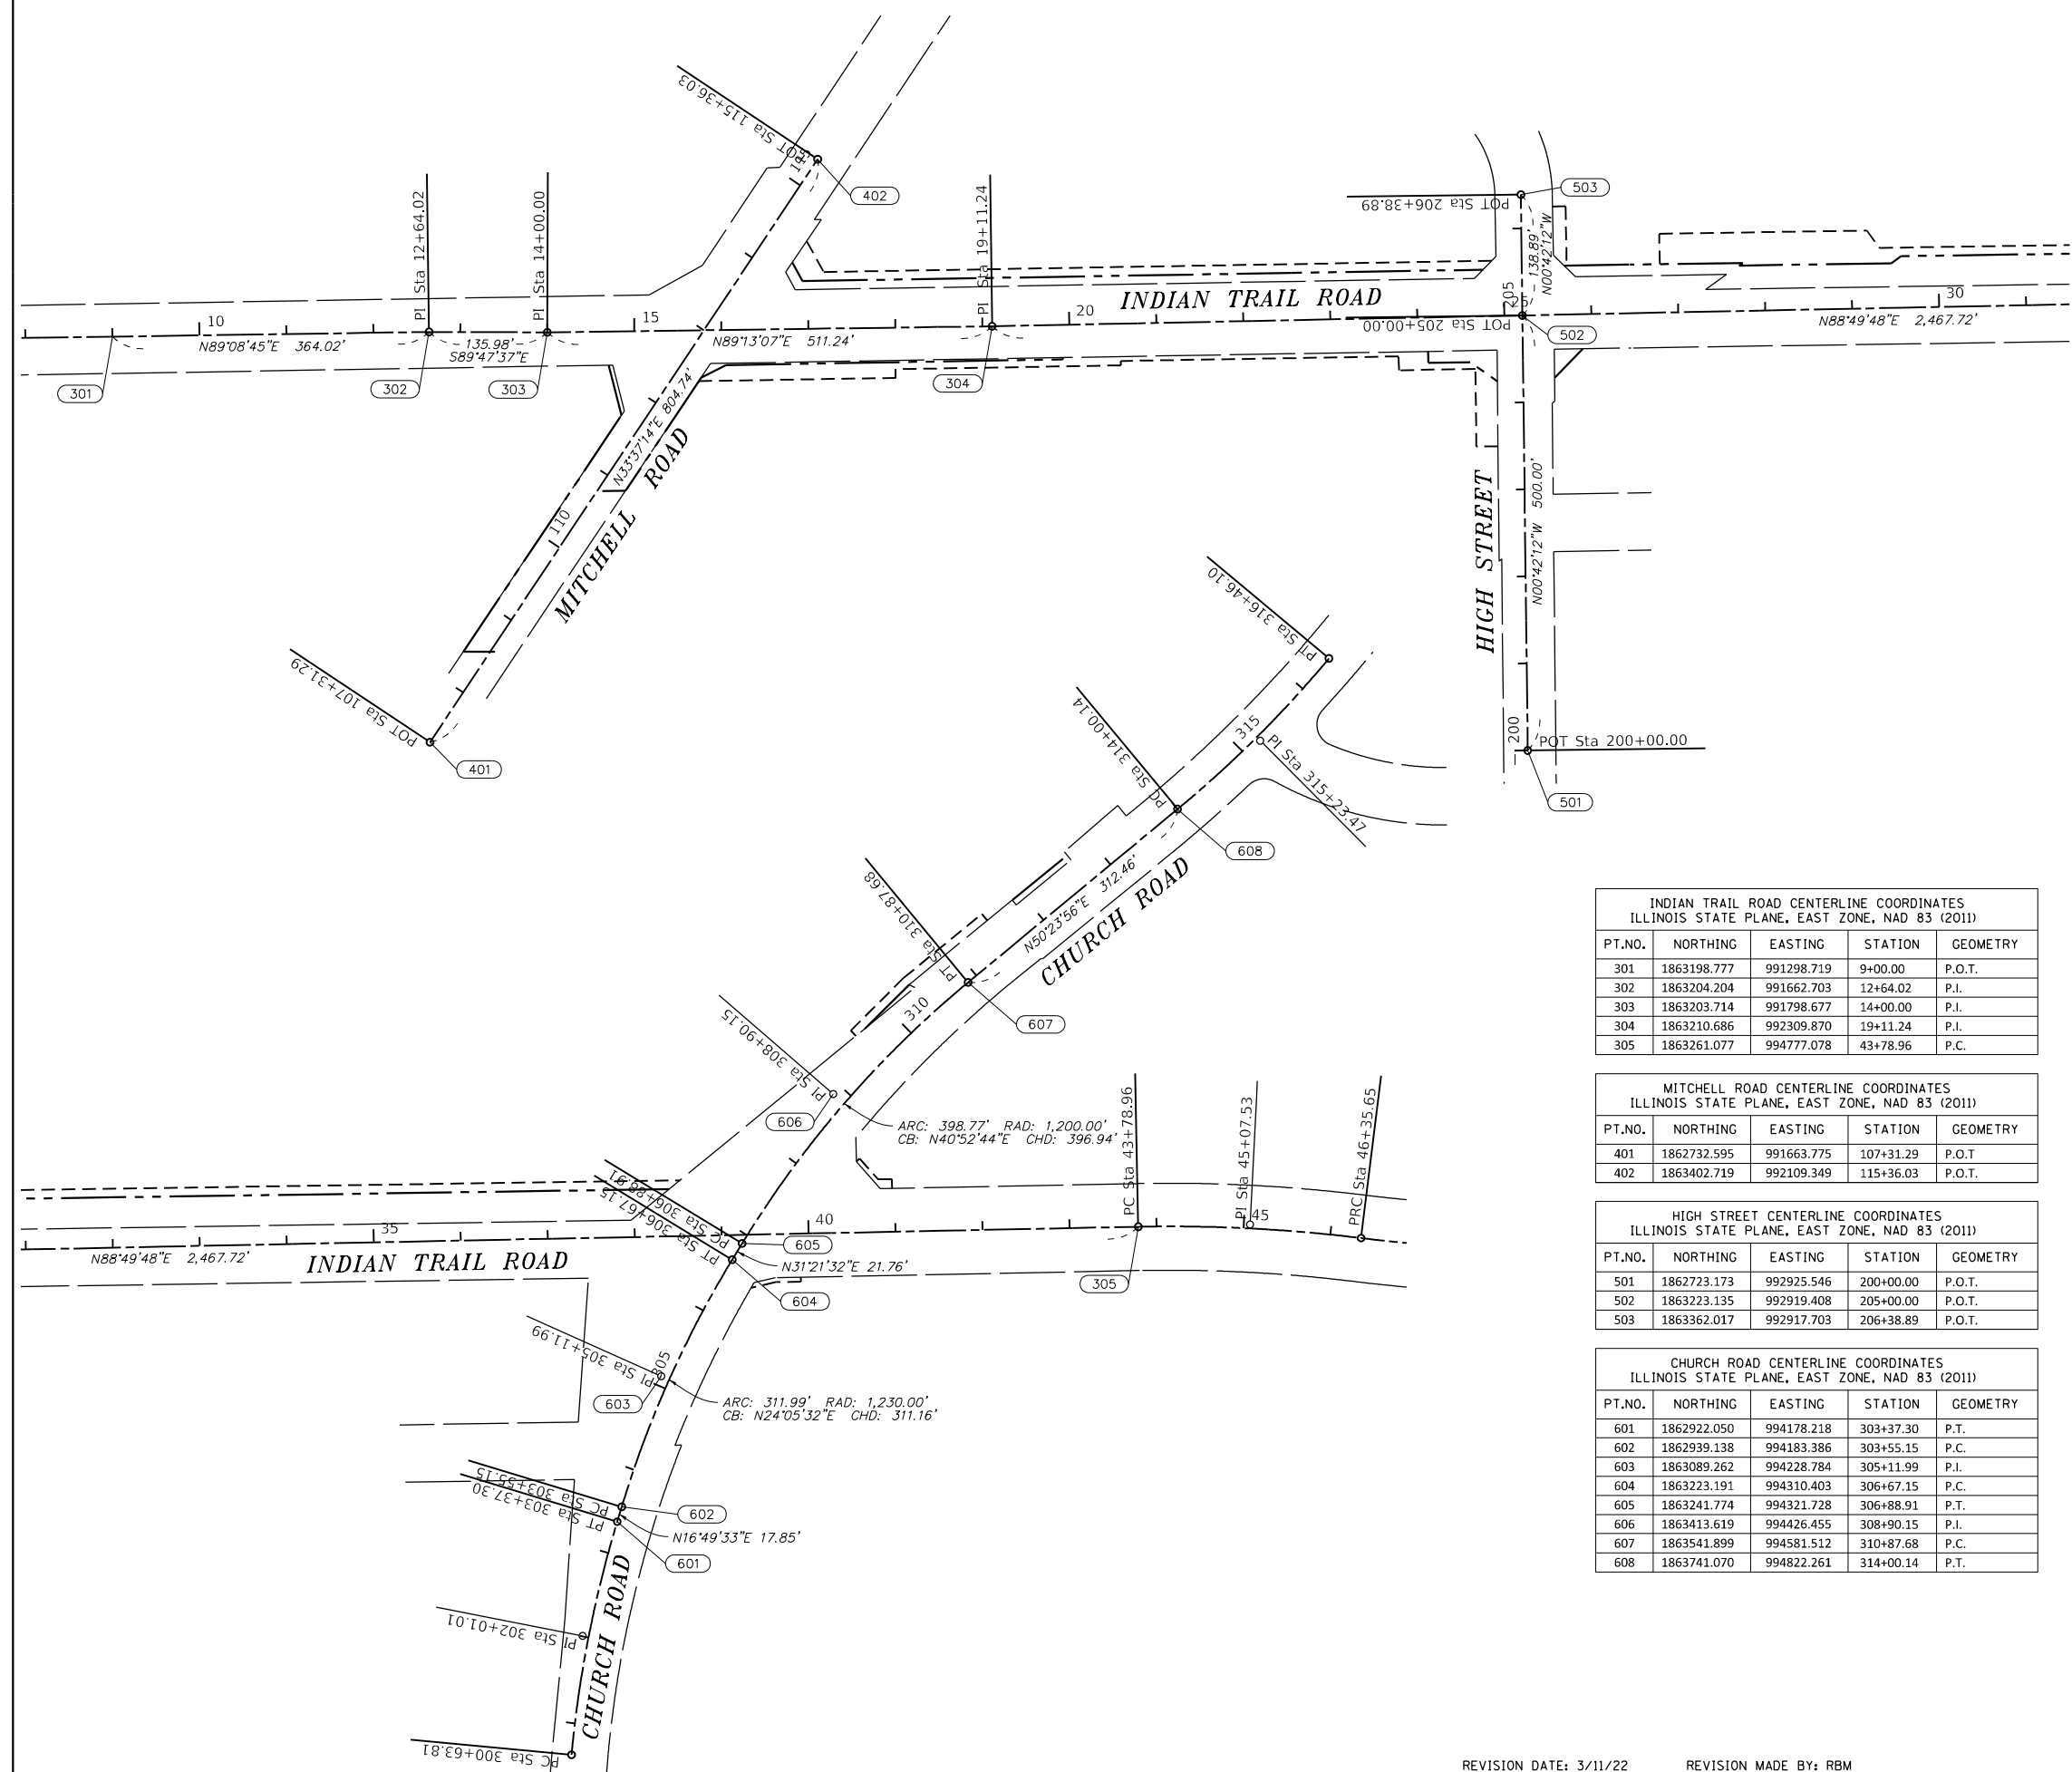 POT Sta 115+36.03
115
402
PI Sta 12+64.02
PI Sta 14+00.00
PI Sta 19+11.24
POT Sta 206+38.89
503
138.89'
N00°42'12"W
10
15
20
205
25
30
INDIAN TRAIL ROAD
N89°08'45"E 364.02'
135.98'
S89°47'37"E
N89°13'07"E 511.24'
POT Sta 205+00.00
502
N88°49'48"E 2,467.72'
301
302
303
304
N33°37'14"E 804.74'
MITCHELL ROAD
110
HIGH STREET
N00°42'12"W 500.00'
POT Sta 107+31.29
401
PT Sta 316+46.10
PC Sta 314+00.14
315
PI Sta 315+23.47
200
POT Sta 200+00.00
501
608
PT Sta 310+87.68
N50°23'56"E 312.46'
CHURCH ROAD
310
607
PI Sta 308+90.15
606
ARC: 398.77' RAD: 1,200.00'
CB: N40°52'44"E CHD: 396.94'
PC Sta 43+78.96
PI Sta 45+07.53
PRC Sta 46+35.65
PC Sta 306+88.91
PT Sta 306+67.15
35
40
45
605
N88°49'48"E 2,467.72'
INDIAN TRAIL ROAD
N31°21'32"E 21.76'
604
305
PI Sta 305+11.99
305
603
ARC: 311.99' RAD: 1,230.00'
CB: N24°05'32"E CHD: 311.16'
PC Sta 303+55.15
PT Sta 303+37.30
602
N16°49'33"E 17.85'
601
CHURCH ROAD
PI Sta 302+01.01
PC Sta 300+63.81
INDIAN TRAIL ROAD CENTERLINE COORDINATES
ILLINOIS STATE PLANE, EAST ZONE, NAD 83 (2011)
PT.NO. NORTHING EASTING STATION GEOMETRY
301 1863198.777 991298.719 9+00.00 P.O.T.
302 1863204.204 991662.703 12+64.02 P.I.
303 1863203.714 991798.677 14+00.00 P.I.
304 1863210.686 992309.870 19+11.24 P.I.
305 1863261.077 994777.078 43+78.96 P.C.
MITCHELL ROAD CENTERLINE COORDINATES
ILLINOIS STATE PLANE, EAST ZONE, NAD 83 (2011)
PT.NO. NORTHING EASTING STATION GEOMETRY
401 1862732.595 991663.775 107+31.29 P.O.T
402 1863402.719 992109.349 115+36.03 P.O.T.
HIGH STREET CENTERLINE COORDINATES
ILLINOIS STATE PLANE, EAST ZONE, NAD 83 (2011)
PT.NO. NORTHING EASTING STATION GEOMETRY
501 1862723.173 992925.546 200+00.00 P.O.T.
502 1863223.135 992919.408 205+00.00 P.O.T.
503 1863362.017 992917.703 206+38.89 P.O.T.
CHURCH ROAD CENTERLINE COORDINATES
ILLINOIS STATE PLANE, EAST ZONE, NAD 83 (2011)
PT.NO. NORTHING EASTING STATION GEOMETRY
601 1862922.050 994178.218 303+37.30 P.T.
602 1862939.138 994183.386 303+55.15 P.C.
603 1863089.262 994228.784 305+11.99 P.I.
604 1863223.191 994310.403 306+67.15 P.C.
605 1863241.774 994321.728 306+88.91 P.T.
606 1863413.619 994426.455 308+90.15 P.I.
607 1863541.899 994581.512 310+87.68 P.C.
608 1863741.070 994822.261 314+00.14 P.T.
REVISION DATE: 3/11/22 REVISION MADE BY: RBM